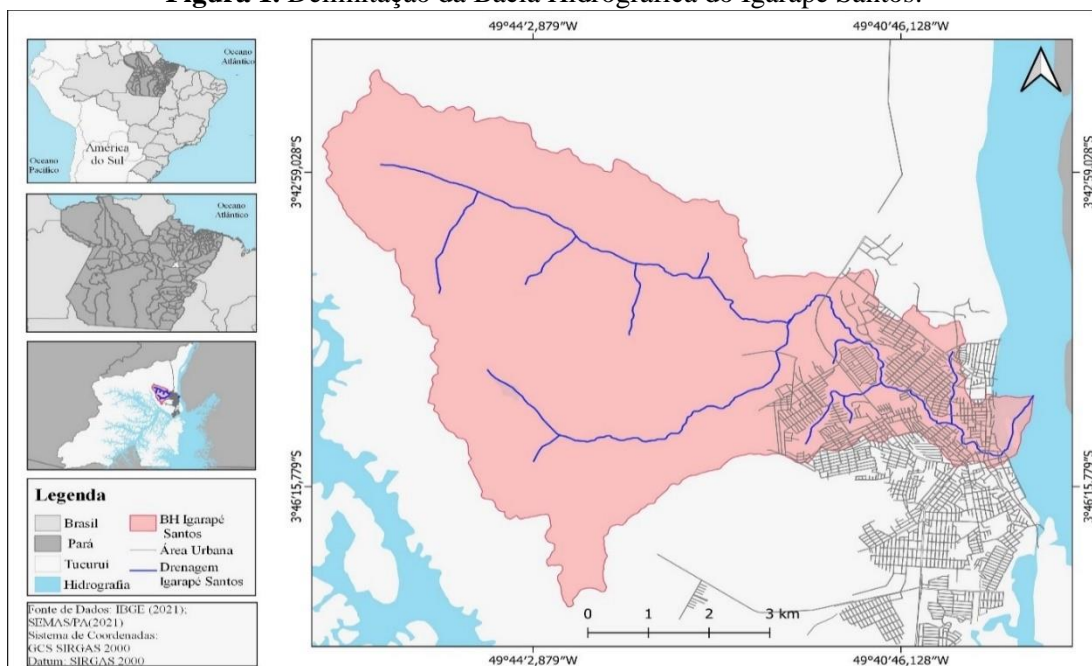 Figura 1. Delimitação da Bacia Hidrográfica do Igarapé Santos.
49°44'2,879"W
49°40'46,128"W
Oceano
Atlântico
América
do Sul
Oceano
Pacífico
3°42'59,028"S
3°42'59,028"S
Oceano
Atlântico
3°46'15,779"S
3°46'15,779"S
Legenda
Brasil
Pará
Tucuruí
Hidrografia
BH Igarapé
Santos
Área Urbana
Drenagem
Igarapé Santos
Fonte de Dados: IBGE (2021);
SEMAS/PA(2021)
Sistema de Coordenadas:
GCS SIRGAS 2000
Datum: SIRGAS 2000
0 1 2 3 km
49°44'2,879"W
49°40'46,128"W